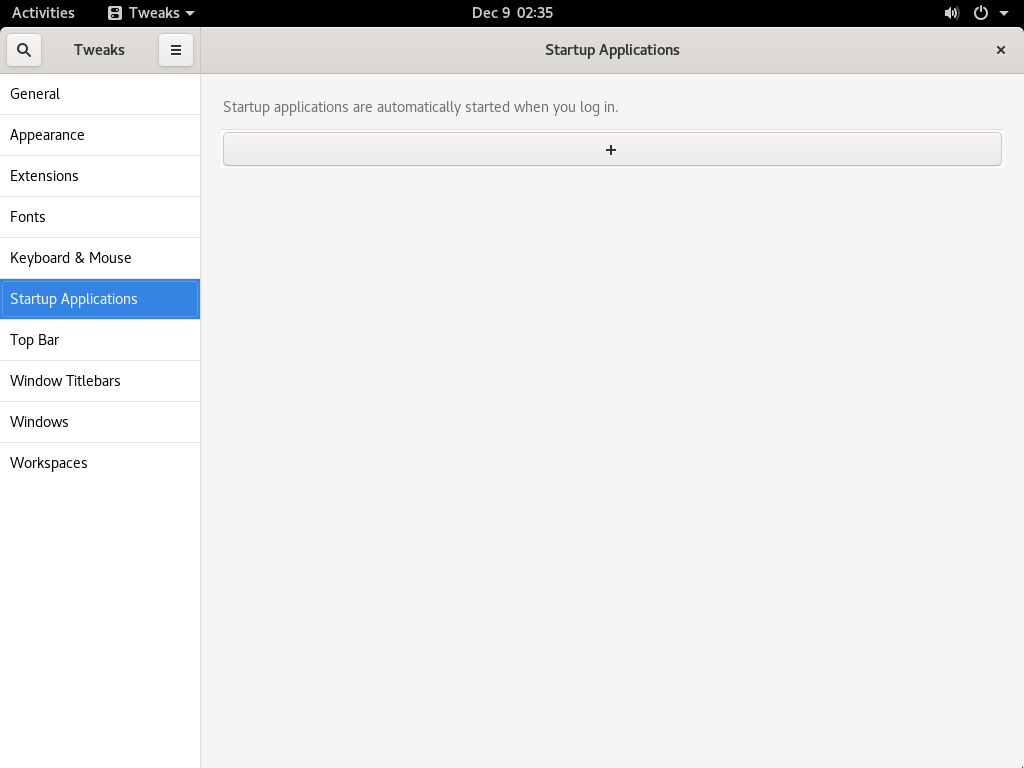 Activities Tweaks Dec 9 02:35
Tweaks Startup Applications
General
Appearance
Extensions
Fonts
Keyboard & Mouse
Startup Applications
Top Bar
Window Titlebars
Windows
Workspaces
Startup applications are automatically started when you log in.
+